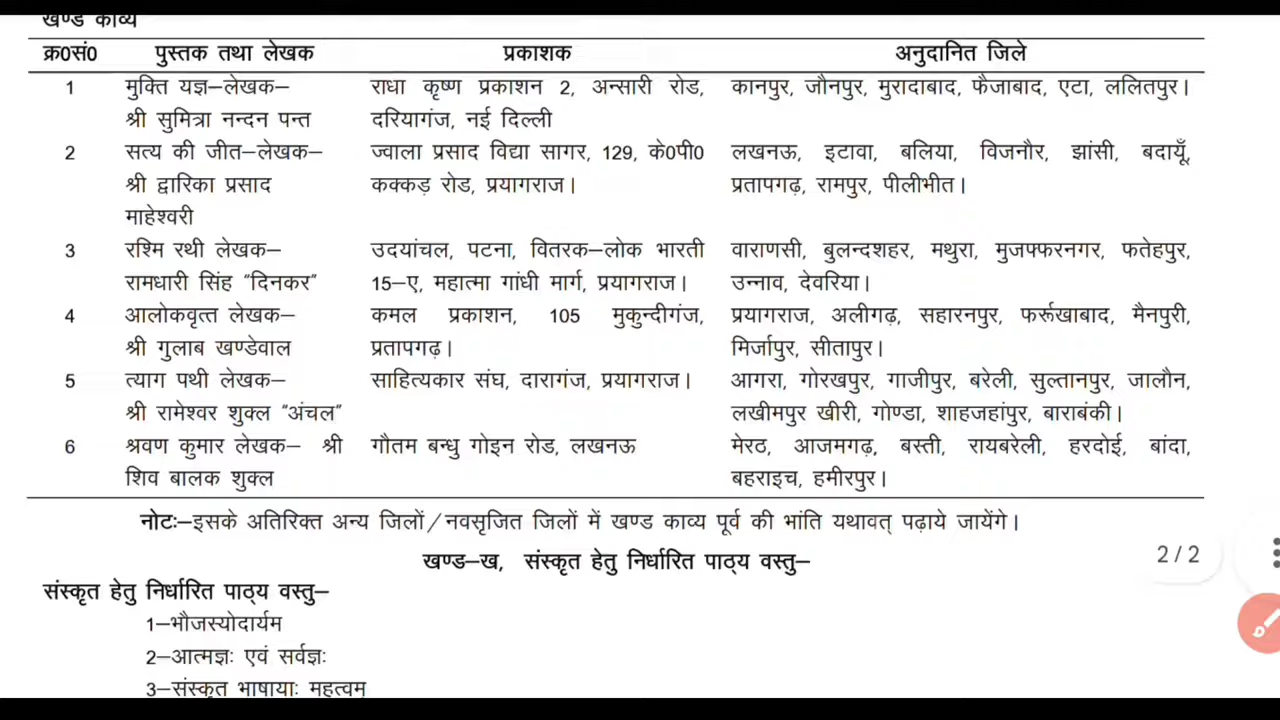 खण्ड काव्य
क्र0सं0 पुस्तक तथा लेखक प्रकाशक अनुदानित जिले
1 मुक्ति यज्ञ–लेखक– राधा कृष्ण प्रकाशन 2, अन्सारी रोड, कानपुर, जौनपुर, मुरादाबाद, फैजाबाद, एटा, ललितपुर।
श्री सुमित्रा नन्दन पन्त दरियागंज, नई दिल्ली
2 सत्य की जीत–लेखक– ज्वाला प्रसाद विद्या सागर, 129, के0पी0 लखनऊ, इटावा, बलिया, विजनौर, झांसी, बदायूँ,
श्री द्वारिका प्रसाद कक्कड़ रोड, प्रयागराज। प्रतापगढ़, रामपुर, पीलीभीत।
माहेश्वरी
3 रश्मि रथी लेखक– उदयांचल, पटना, वितरक–लोक भारती वाराणसी, बुलन्दशहर, मथुरा, मुजफ्फरनगर, फतेहपुर,
रामधारी सिंह “दिनकर” 15–ए, महात्मा गांधी मार्ग, प्रयागराज। उन्नाव, देवरिया।
4 आलोकवृत्त लेखक– कमल प्रकाशन, 105 मुकुन्दीगंज, प्रयागराज, अलीगढ़, सहारनपुर, फर्रूखाबाद, मैनपुरी,
श्री गुलाब खण्डेवाल प्रतापगढ़। मिर्जापुर, सीतापुर।
5 त्याग पथी लेखक– साहित्यकार संघ, दारागंज, प्रयागराज। आगरा, गोरखपुर, गाजीपुर, बरेली, सुल्तानपुर, जालौन,
श्री रामेश्वर शुक्ल “अंचल” लखीमपुर खीरी, गोण्डा, शाहजहांपुर, बाराबंकी।
6 श्रवण कुमार लेखक– श्री गौतम बन्धु गोइन रोड, लखनऊ मेरठ, आजमगढ़, बस्ती, रायबरेली, हरदोई, बांदा,
शिव बालक शुक्ल बहराइच, हमीरपुर।
नोटः–इसके अतिरिक्त अन्य जिलों/नवसृजित जिलों में खण्ड काव्य पूर्व की भांति यथावत् पढ़ाये जायेंगे।
खण्ड–ख, संस्कृत हेतु निर्धारित पाठ्य वस्तु–
2 / 2
संस्कृत हेतु निर्धारित पाठ्य वस्तु–
1–भौजस्योदार्यम
2–आत्मज्ञः एवं सर्वज्ञः
3–संस्कृत भाषायाः महत्वम